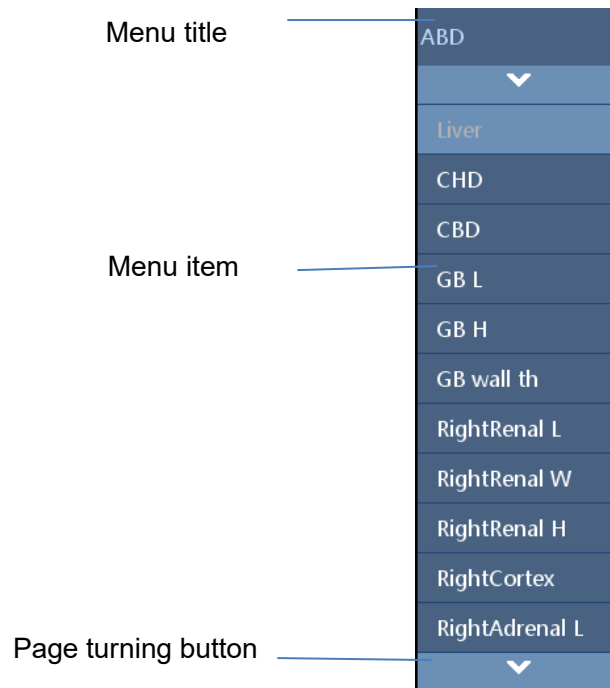 Menu title
ABD
Liver
CHD
CBD
Menu item
GB L
GB H
GB wall th
RightRenal L
RightRenal W
RightRenal H
RightCortex
RightAdrenal L
Page turning button